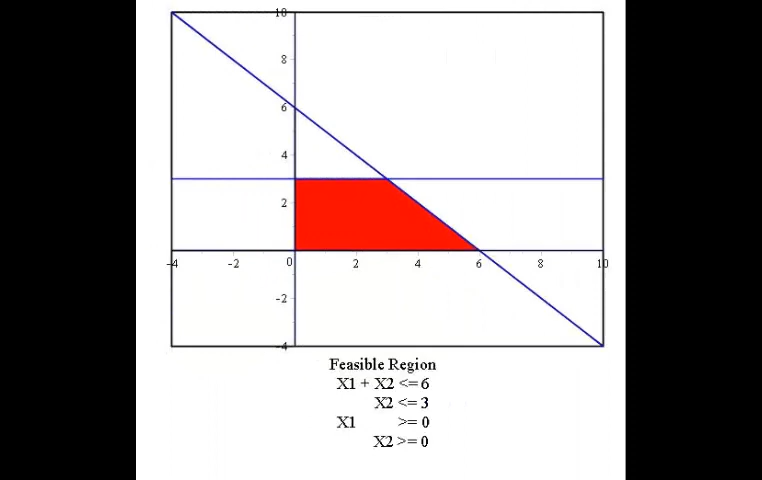 10
8
6
4
2
-4 -2 0 2 4 6 8 10
-2
-4
Feasible Region
X1 + X2 <= 6
X2 <= 3
X1 >= 0
X2 >= 0